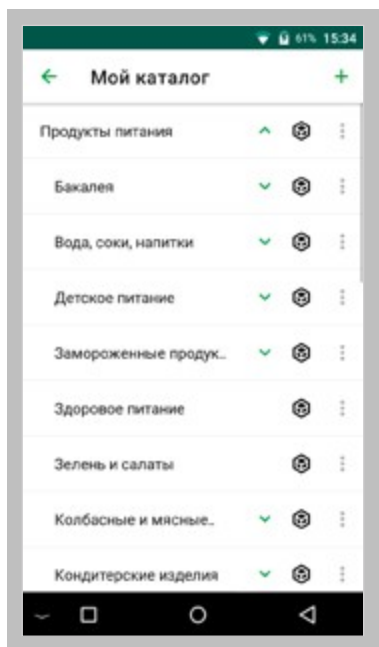 61% 15:34
Мой каталог
Продукты питания
Бакалея
Вода, соки, напитки
Детское питание
Замороженные продук..
Здоровое питание
Зелень и салаты
Колбасные и мясные..
Кондитерские изделия